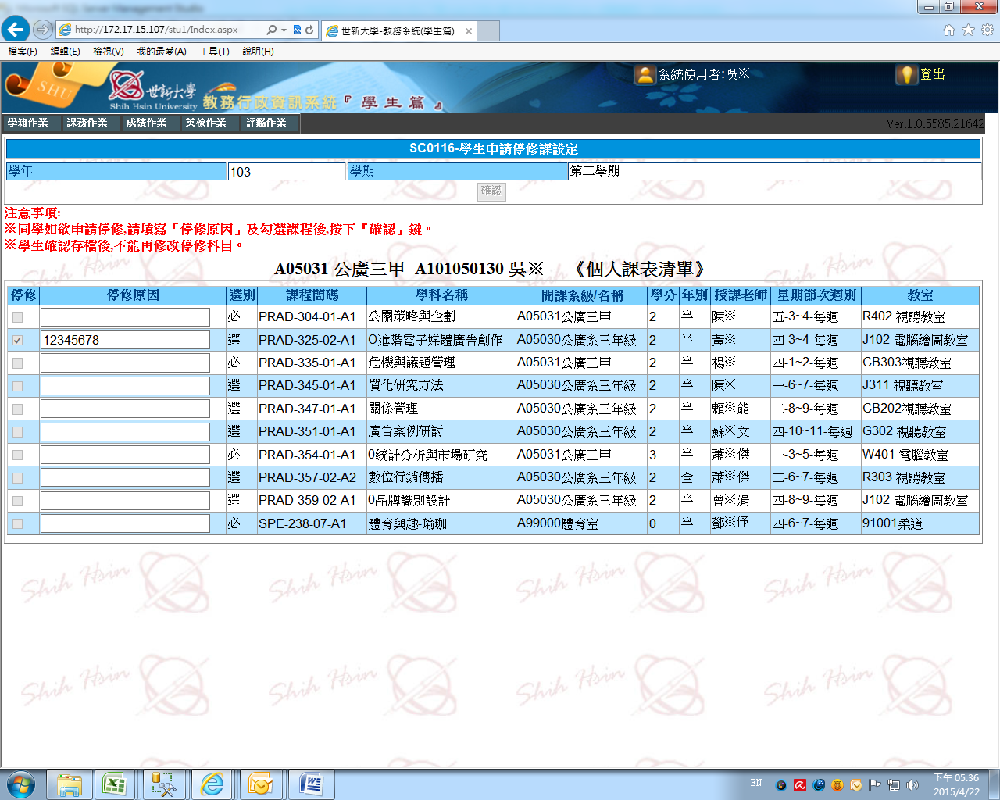 http://172.17.15.107/stu1/Index.aspx
世新大學-教務系統(學生篇)
檔案(F) 編輯(E) 檢視(V) 我的最愛(A) 工具(T) 說明(H)
SHU 世新大學 Shih Hsin University 教務行政資訊系統『學生篇』
系統使用者:吳※ 登出
學籍作業 課務作業 成績作業 英檢作業 評鑑作業 Ver.1.0.5585.21642
SC0116-學生申請停修課設定
學年 103 學期 第二學期
確認
注意事項:
※同學如欲申請停修,請填寫「停修原因」及勾選課程後,按下『確認』鍵。
※學生確認存檔後,不能再修改停修科目。
A05031 公廣三甲 A101050130 吳※ 《個人課表清單》
停修 停修原因 選別 課程簡碼 學科名稱 開課系級/名稱 學分 年別 授課老師 星期節次週別 教室
必 PRAD-304-01-A1 公關策略與企劃 A05031公廣三甲 2 半 陳※ 五-3~4-每週 R402 視聽教室
12345678 選 PRAD-325-02-A1 O進階電子媒體廣告創作 A05030公廣系三年級 2 半 黃※ 四-3~4-每週 J102 電腦繪圖教室
必 PRAD-335-01-A1 危機與議題管理 A05031公廣三甲 2 半 楊※ 四-1~2-每週 CB303視聽教室
選 PRAD-345-01-A1 質化研究方法 A05030公廣系三年級 2 半 陳※ 一-6~7-每週 J311 視聽教室
選 PRAD-347-01-A1 關係管理 A05030公廣系三年級 2 半 賴※能 二-8~9-每週 CB202視聽教室
選 PRAD-351-01-A1 廣告案例研討 A05030公廣系三年級 2 半 蘇※文 四-10~11-每週 G302 視聽教室
必 PRAD-354-01-A1 0統計分析與市場研究 A05031公廣三甲 3 半 蕭※傑 一-3~5-每週 W401 電腦教室
選 PRAD-357-02-A2 數位行銷傳播 A05030公廣系三年級 2 全 蕭※傑 二-6~7-每週 R303 視聽教室
選 PRAD-359-02-A1 0品牌識別設計 A05030公廣系三年級 2 半 曾※涓 四-8~9-每週 J102 電腦繪圖教室
必 SPE-238-07-A1 體育興趣-瑜珈 A99000體育室 0 半 鄧※伃 四-6~7-每週 91001柔道
Shih Hsin Shih Hsin Shih Hsin Shih Hsin
Shih Hsin Shih Hsin Shih Hsin Shih Hsin
EN 下午 05:36
2015/4/22